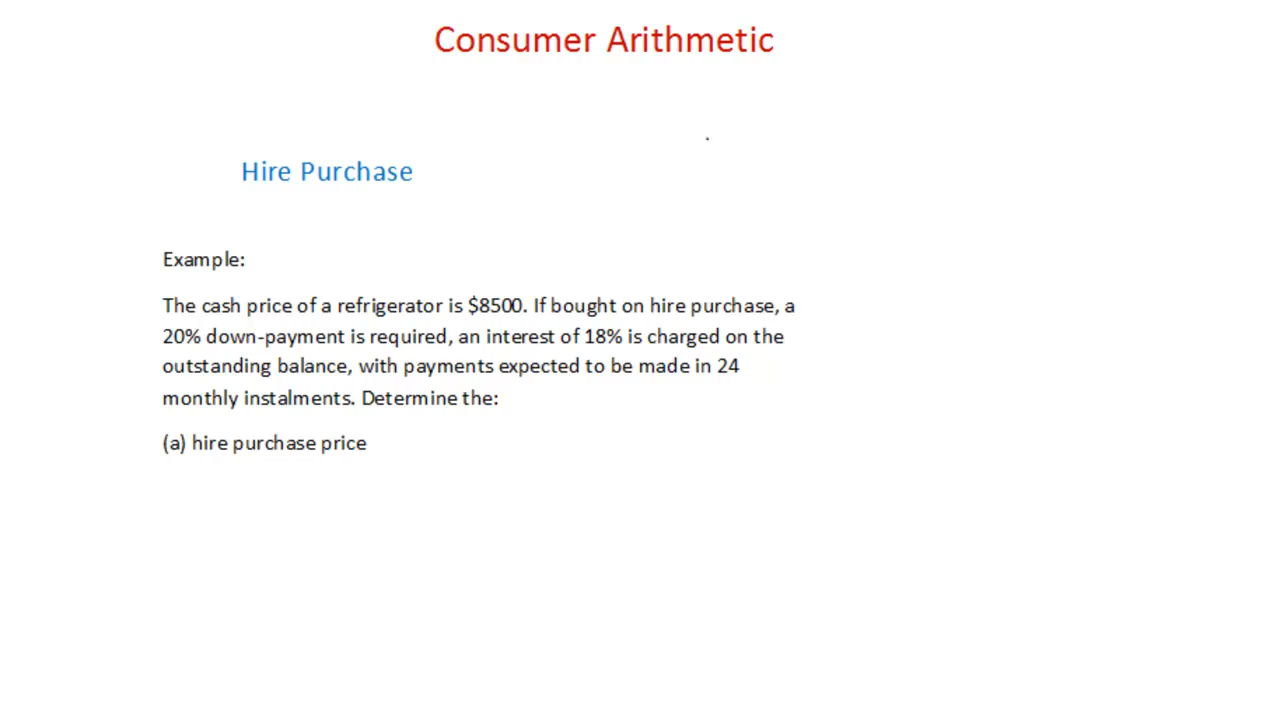 Consumer Arithmetic
Hire Purchase
Example:
The cash price of a refrigerator is $8500. If bought on hire purchase, a
20% down-payment is required, an interest of 18% is charged on the
outstanding balance, with payments expected to be made in 24
monthly instalments. Determine the:
(a) hire purchase price